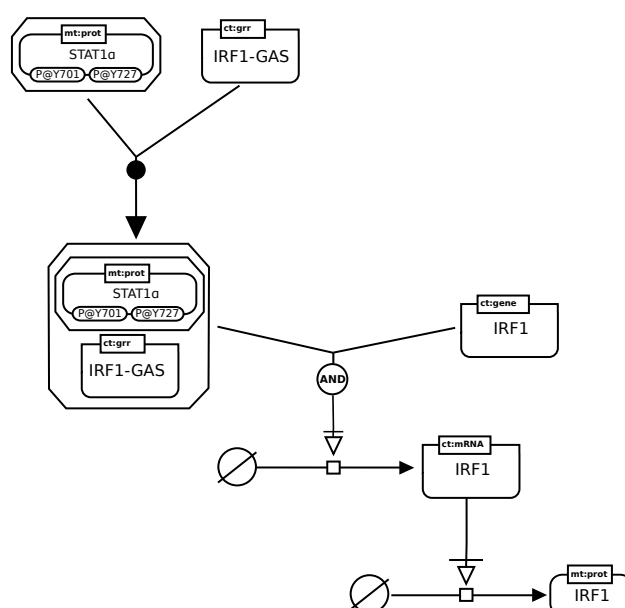 mt:prot
STAT1α
P@Y701 P@Y727
ct:grr
IRF1-GAS
mt:prot
STAT1α
P@Y701 P@Y727
ct:grr
IRF1-GAS
ct:gene
IRF1
AND
ct:mRNA
IRF1
mt:prot
IRF1